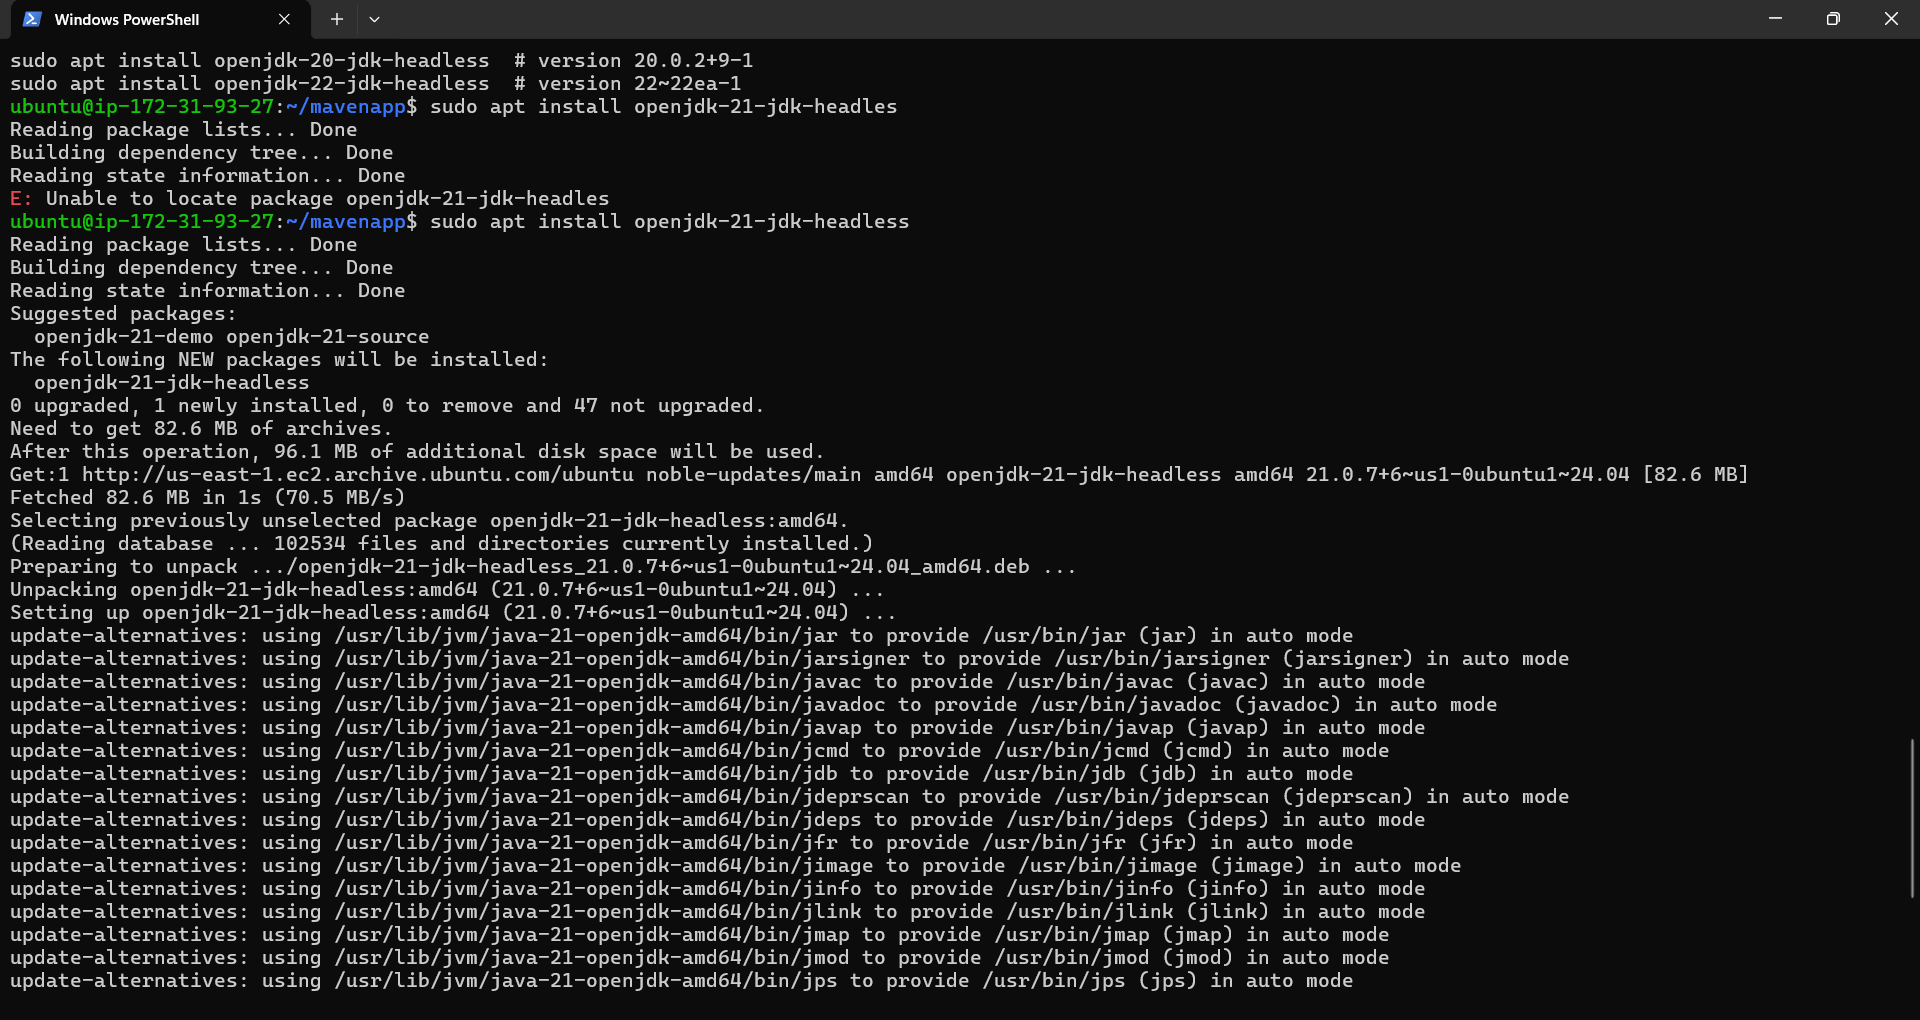 Windows PowerShell
sudo apt install openjdk-20-jdk-headless  # version 20.0.2+9-1
sudo apt install openjdk-22-jdk-headless  # version 22~22ea-1
ubuntu@ip-172-31-93-27:~/mavenapp$ sudo apt install openjdk-21-jdk-headles
Reading package lists... Done
Building dependency tree... Done
Reading state information... Done
E: Unable to locate package openjdk-21-jdk-headles
ubuntu@ip-172-31-93-27:~/mavenapp$ sudo apt install openjdk-21-jdk-headless
Reading package lists... Done
Building dependency tree... Done
Reading state information... Done
Suggested packages:
  openjdk-21-demo openjdk-21-source
The following NEW packages will be installed:
  openjdk-21-jdk-headless
0 upgraded, 1 newly installed, 0 to remove and 47 not upgraded.
Need to get 82.6 MB of archives.
After this operation, 96.1 MB of additional disk space will be used.
Get:1 http://us-east-1.ec2.archive.ubuntu.com/ubuntu noble-updates/main amd64 openjdk-21-jdk-headless amd64 21.0.7+6~us1-0ubuntu1~24.04 [82.6 MB]
Fetched 82.6 MB in 1s (70.5 MB/s)
Selecting previously unselected package openjdk-21-jdk-headless:amd64.
(Reading database ... 102534 files and directories currently installed.)
Preparing to unpack .../openjdk-21-jdk-headless_21.0.7+6~us1-0ubuntu1~24.04_amd64.deb ...
Unpacking openjdk-21-jdk-headless:amd64 (21.0.7+6~us1-0ubuntu1~24.04) ...
Setting up openjdk-21-jdk-headless:amd64 (21.0.7+6~us1-0ubuntu1~24.04) ...
update-alternatives: using /usr/lib/jvm/java-21-openjdk-amd64/bin/jar to provide /usr/bin/jar (jar) in auto mode
update-alternatives: using /usr/lib/jvm/java-21-openjdk-amd64/bin/jarsigner to provide /usr/bin/jarsigner (jarsigner) in auto mode
update-alternatives: using /usr/lib/jvm/java-21-openjdk-amd64/bin/javac to provide /usr/bin/javac (javac) in auto mode
update-alternatives: using /usr/lib/jvm/java-21-openjdk-amd64/bin/javadoc to provide /usr/bin/javadoc (javadoc) in auto mode
update-alternatives: using /usr/lib/jvm/java-21-openjdk-amd64/bin/javap to provide /usr/bin/javap (javap) in auto mode
update-alternatives: using /usr/lib/jvm/java-21-openjdk-amd64/bin/jcmd to provide /usr/bin/jcmd (jcmd) in auto mode
update-alternatives: using /usr/lib/jvm/java-21-openjdk-amd64/bin/jdb to provide /usr/bin/jdb (jdb) in auto mode
update-alternatives: using /usr/lib/jvm/java-21-openjdk-amd64/bin/jdeprscan to provide /usr/bin/jdeprscan (jdeprscan) in auto mode
update-alternatives: using /usr/lib/jvm/java-21-openjdk-amd64/bin/jdeps to provide /usr/bin/jdeps (jdeps) in auto mode
update-alternatives: using /usr/lib/jvm/java-21-openjdk-amd64/bin/jfr to provide /usr/bin/jfr (jfr) in auto mode
update-alternatives: using /usr/lib/jvm/java-21-openjdk-amd64/bin/jimage to provide /usr/bin/jimage (jimage) in auto mode
update-alternatives: using /usr/lib/jvm/java-21-openjdk-amd64/bin/jinfo to provide /usr/bin/jinfo (jinfo) in auto mode
update-alternatives: using /usr/lib/jvm/java-21-openjdk-amd64/bin/jlink to provide /usr/bin/jlink (jlink) in auto mode
update-alternatives: using /usr/lib/jvm/java-21-openjdk-amd64/bin/jmap to provide /usr/bin/jmap (jmap) in auto mode
update-alternatives: using /usr/lib/jvm/java-21-openjdk-amd64/bin/jmod to provide /usr/bin/jmod (jmod) in auto mode
update-alternatives: using /usr/lib/jvm/java-21-openjdk-amd64/bin/jps to provide /usr/bin/jps (jps) in auto mode